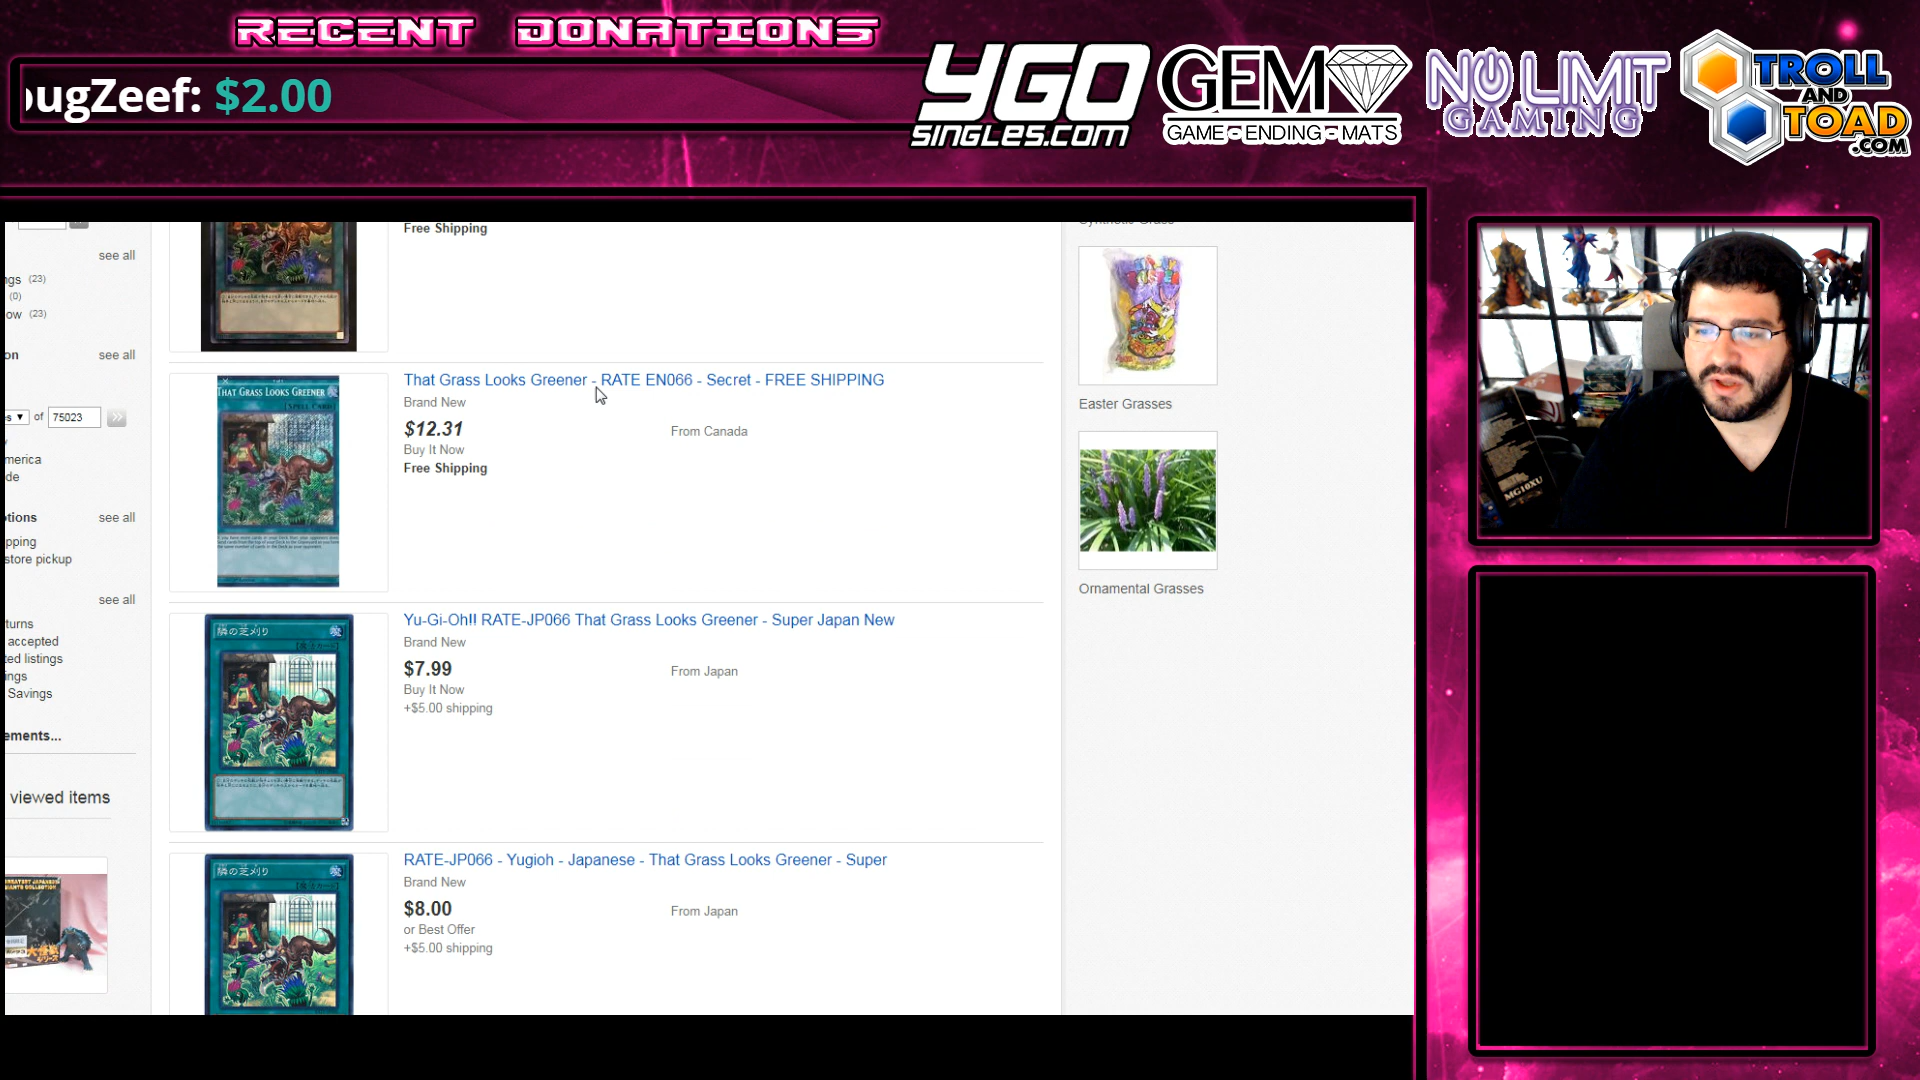 RECENT DONATIONS
ougZeef: $2.00
YGO
SINGLES.COM
GEM
GAME-ENDING-MATS
NO LIMIT
GAMING
TROLL
AND
TOAD
.COM
see all
ngs (23)
(0)
ow (23)
on see all
es of 75023
merica
de
otions see all
pping
store pickup
see all
turns
accepted
ted listings
ings
Savings
ements...
viewed items
Free Shipping
THAT GRASS LOOKS GREENER
[SPELL CARD]
That Grass Looks Greener - RATE EN066 - Secret - FREE SHIPPING
Brand New
$12.31 From Canada
Buy It Now
Free Shipping
隣の芝刈り
Yu-Gi-Oh!! RATE-JP066 That Grass Looks Greener - Super Japan New
Brand New
$7.99 From Japan
Buy It Now
+$5.00 shipping
隣の芝刈り
RATE-JP066 - Yugioh - Japanese - That Grass Looks Greener - Super
Brand New
$8.00 From Japan
or Best Offer
+$5.00 shipping
Easter Grasses
Ornamental Grasses
MG10XU